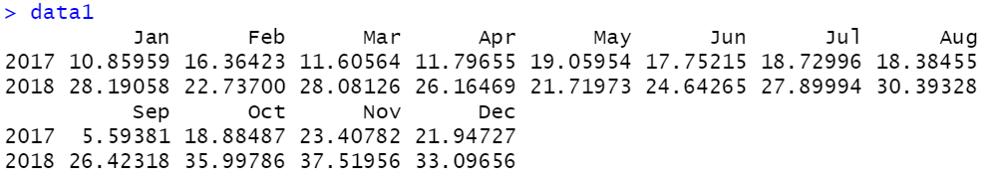 > data1
Jan Feb Mar Apr May Jun Jul Aug
2017 10.85959 16.36423 11.60564 11.79655 19.05954 17.75215 18.72996 18.38455
2018 28.19058 22.73700 28.08126 26.16469 21.71973 24.64265 27.89994 30.39328
Sep Oct Nov Dec
2017 5.59381 18.88487 23.40782 21.94727
2018 26.42318 35.99786 37.51956 33.09656